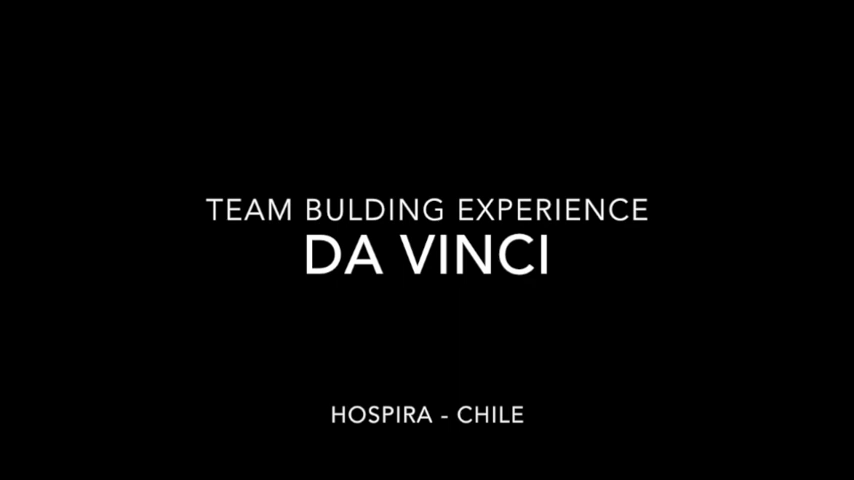 TEAM BULDING EXPERIENCE
DA VINCI
HOSPIRA - CHILE